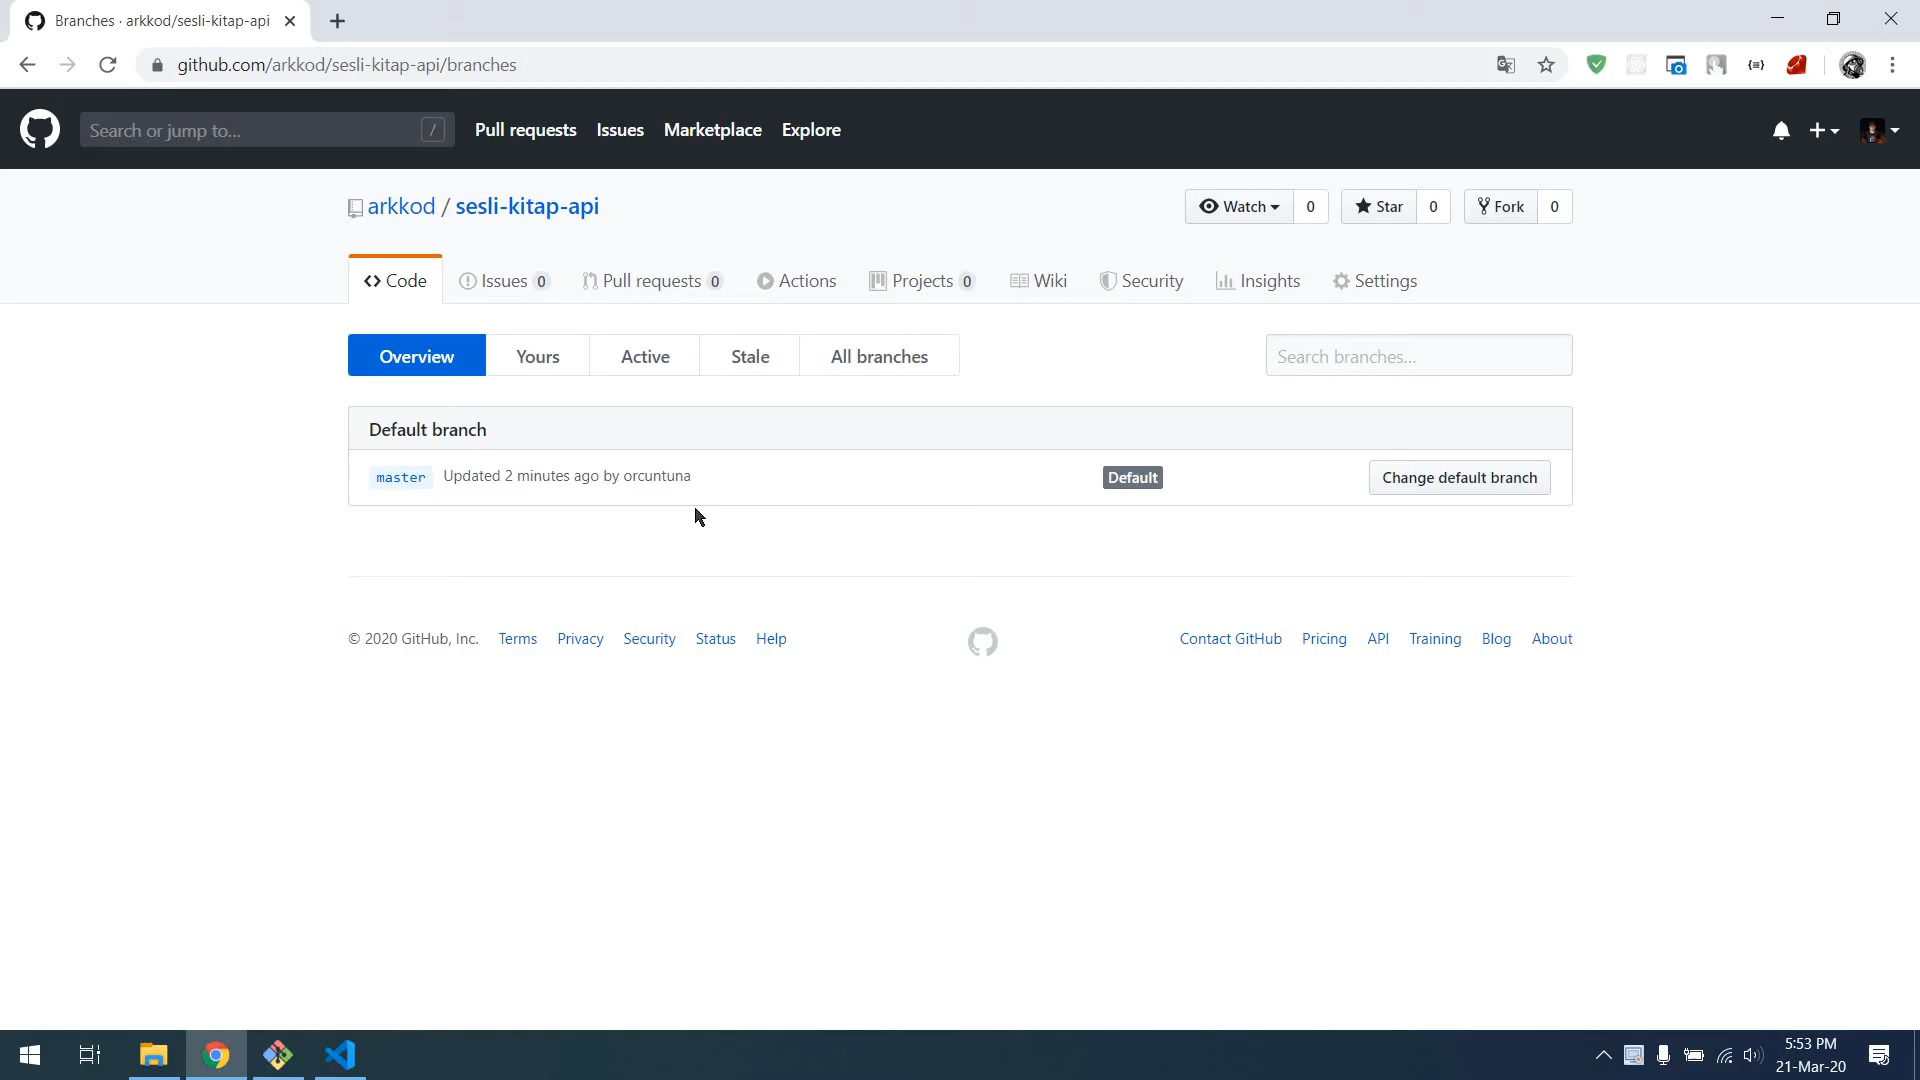 Branches · arkkod/sesli-kitap-api
github.com/arkkod/sesli-kitap-api/branches
Search or jump to... /
Pull requests Issues Marketplace Explore
arkkod / sesli-kitap-api
Watch 0 Star 0 Fork 0
Code Issues 0 Pull requests 0 Actions Projects 0 Wiki Security Insights Settings
Overview Yours Active Stale All branches Search branches...
Default branch
master Updated 2 minutes ago by orcuntuna Default Change default branch
© 2020 GitHub, Inc. Terms Privacy Security Status Help Contact GitHub Pricing API Training Blog About
5:53 PM
21-Mar-20